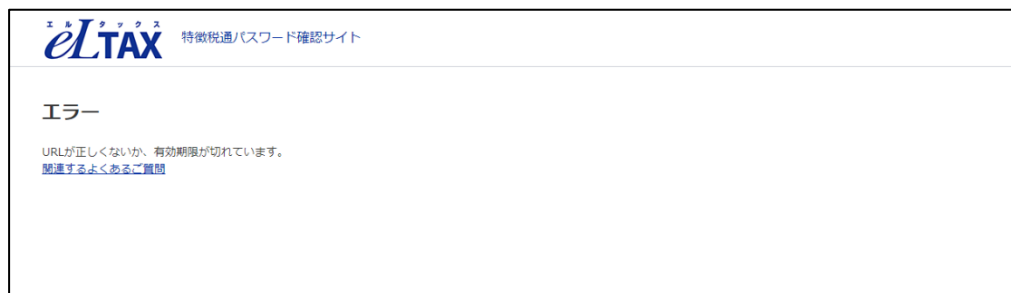 エルタックス
eLTAX 特徴税通パスワード確認サイト
エラー
URLが正しくないか、有効期限が切れています。
関連するよくあるご質問